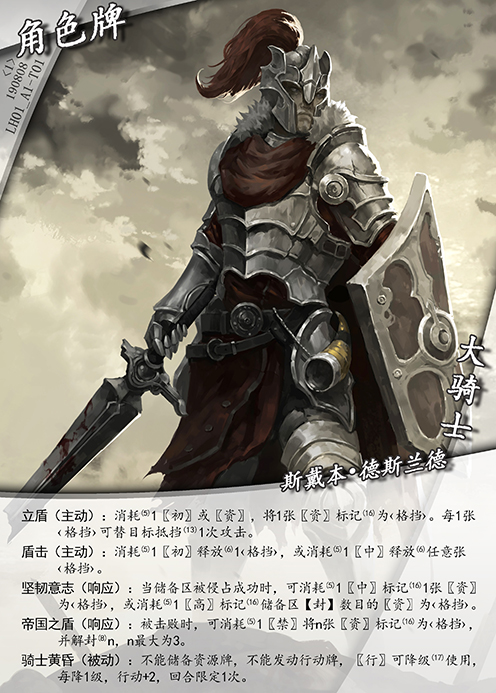 角色牌
<1>
190808
LH01_A1-T01
大骑士
斯戴本·德斯兰德
立盾（主动）：消耗⁽⁵⁾1〖初〗或〖资〗，将1张〖资〗标记⁽¹⁶⁾为‹格挡›。每1张
‹格挡›可替目标抵挡⁽¹³⁾1次攻击。
盾击（主动）：消耗⁽⁵⁾1〖初〗释放⁽⁶⁾1‹格挡›，或消耗⁽⁵⁾1〖中〗释放⁽⁶⁾任意张
‹格挡›。
坚韧意志（响应）：当储备区被侵占成功时，可消耗⁽⁵⁾1〖中〗标记⁽¹⁶⁾1张〖资〗
为‹格挡›，或消耗⁽⁵⁾1〖高〗标记⁽¹⁶⁾储备区【封】数目的〖资〗为‹格挡›。
帝国之盾（响应）：被击败时，可消耗⁽⁵⁾1〖禁〗将n张〖资〗标记⁽¹⁶⁾为‹格挡›，
并解封⁽⁸⁾n，n最大为3。
骑士黄昏（被动）：不能储备资源牌，不能发动行动牌，〖行〗可降级⁽¹⁷⁾使用，
每降1级，行动+2，回合限定1次。